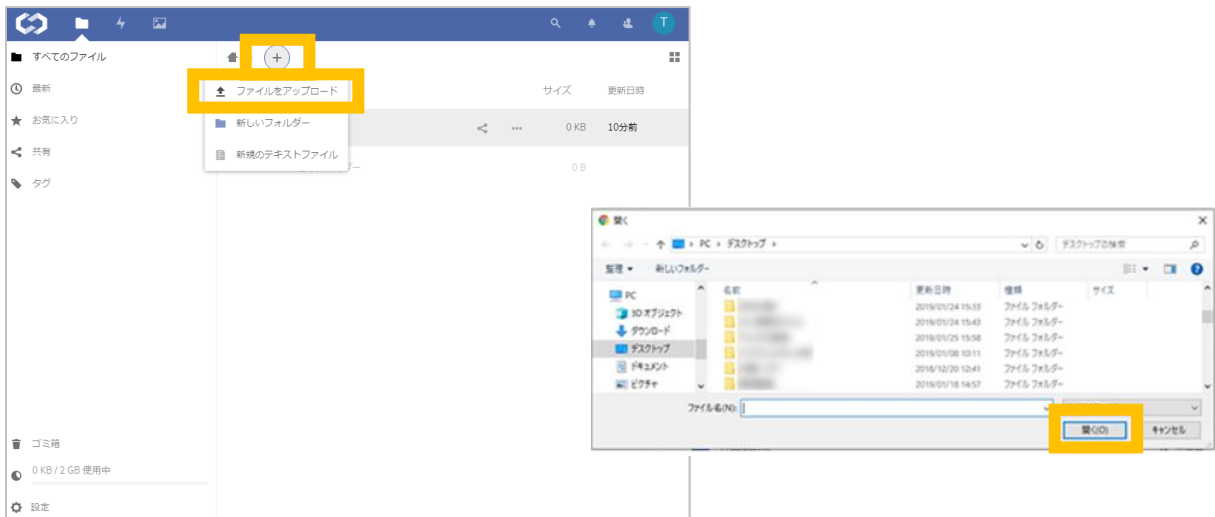 T
すべてのファイル
最新
お気に入り
共有
タグ
+
ファイルをアップロード
新しいフォルダー
新規のテキストファイル
サイズ 更新日時
0 KB 10分前
0 B
ゴミ箱
0 KB / 2 GB 使用中
設定
開く
PC › デスクトップ ›
デスクトップの検索
整理 新しいフォルダー
名前 更新日時 種類 サイズ
PC
3D オブジェクト
ダウンロード
デスクトップ
ドキュメント
ピクチャ
2019/01/24 15:33 ファイル フォルダー
2019/01/24 15:43 ファイル フォルダー
2019/01/25 15:58 ファイル フォルダー
2019/01/08 10:11 ファイル フォルダー
2018/12/20 12:41 ファイル フォルダー
2019/01/18 14:57 ファイル フォルダー
ファイル名(N):
開く(O) キャンセル